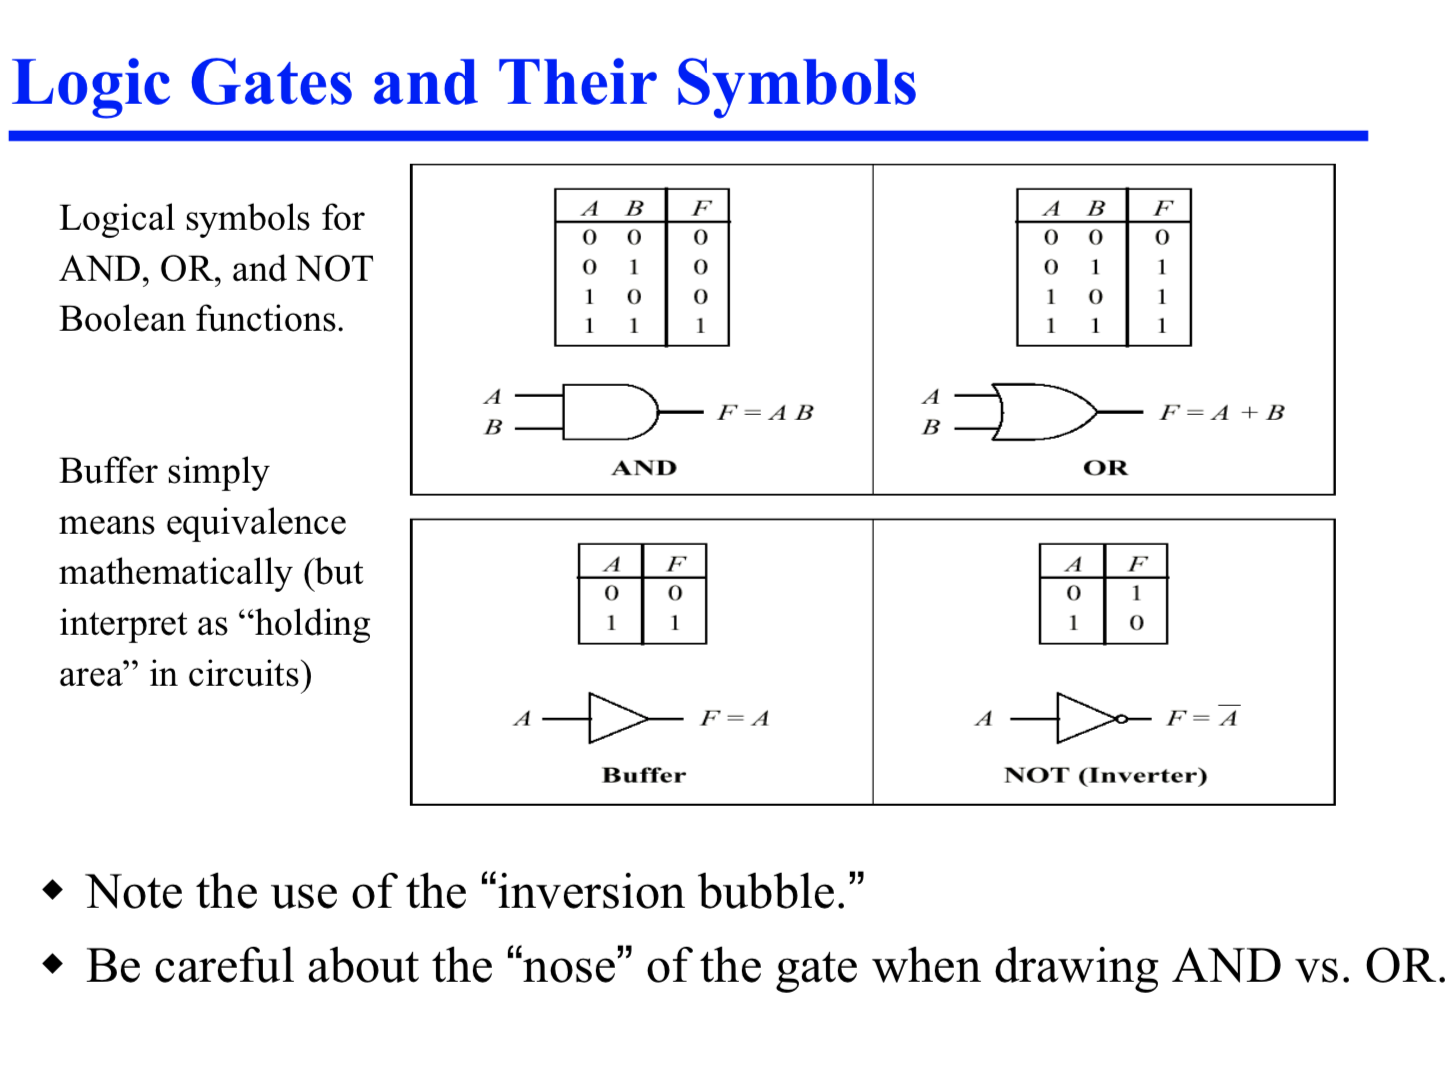 Logic Gates and Their Symbols
Logical symbols for
AND, OR, and NOT
Boolean functions.
Buffer simply
means equivalence
mathematically (but
interpret as “holding
area” in circuits)
A B F
0 0 0
0 1 0
1 0 0
1 1 1
A
B
F = A B
AND
A B F
0 0 0
0 1 1
1 0 1
1 1 1
A
B
F = A + B
OR
A F
0 0
1 1
A F = A
Buffer
A F
0 1
1 0
A F = A̅
NOT (Inverter)
◆ Note the use of the “inversion bubble.”
◆ Be careful about the “nose” of the gate when drawing AND vs. OR.